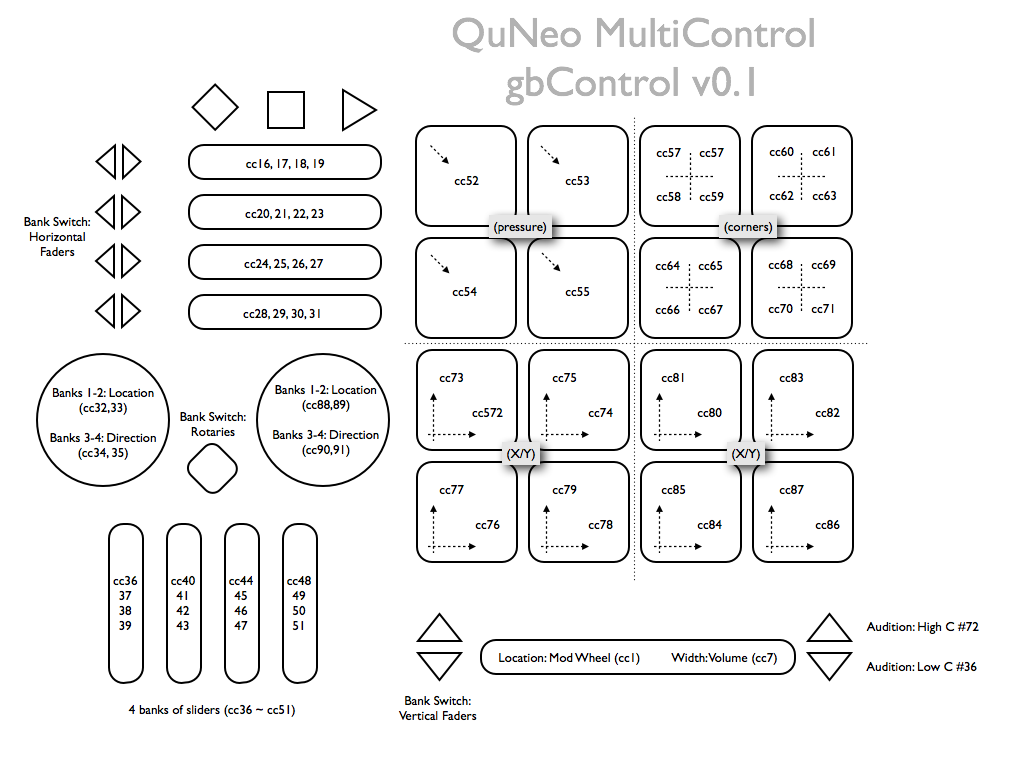 QuNeo MultiControl
gbControl v0.1
cc16, 17, 18, 19
cc20, 21, 22, 23
cc24, 25, 26, 27
cc28, 29, 30, 31
Bank Switch:
Horizontal
Faders
cc52
cc53
(pressure)
cc54
cc55
cc57 cc57
cc58 cc59
cc60 cc61
cc62 cc63
(corners)
cc64 cc65
cc66 cc67
cc68 cc69
cc70 cc71
Banks 1-2: Location
(cc32,33)
Banks 3-4: Direction
(cc34, 35)
Bank Switch:
Rotaries
Banks 1-2: Location
(cc88,89)
Banks 3-4: Direction
(cc90,91)
cc73
cc572
cc75
cc74
(X/Y)
cc77
cc76
cc79
cc78
cc81
cc80
cc83
cc82
(X/Y)
cc85
cc84
cc87
cc86
cc36
37
38
39
cc40
41
42
43
cc44
45
46
47
cc48
49
50
51
4 banks of sliders (cc36 ~ cc51)
Bank Switch:
Vertical Faders
Location: Mod Wheel (cc1) Width: Volume (cc7)
Audition: High C #72
Audition: Low C #36